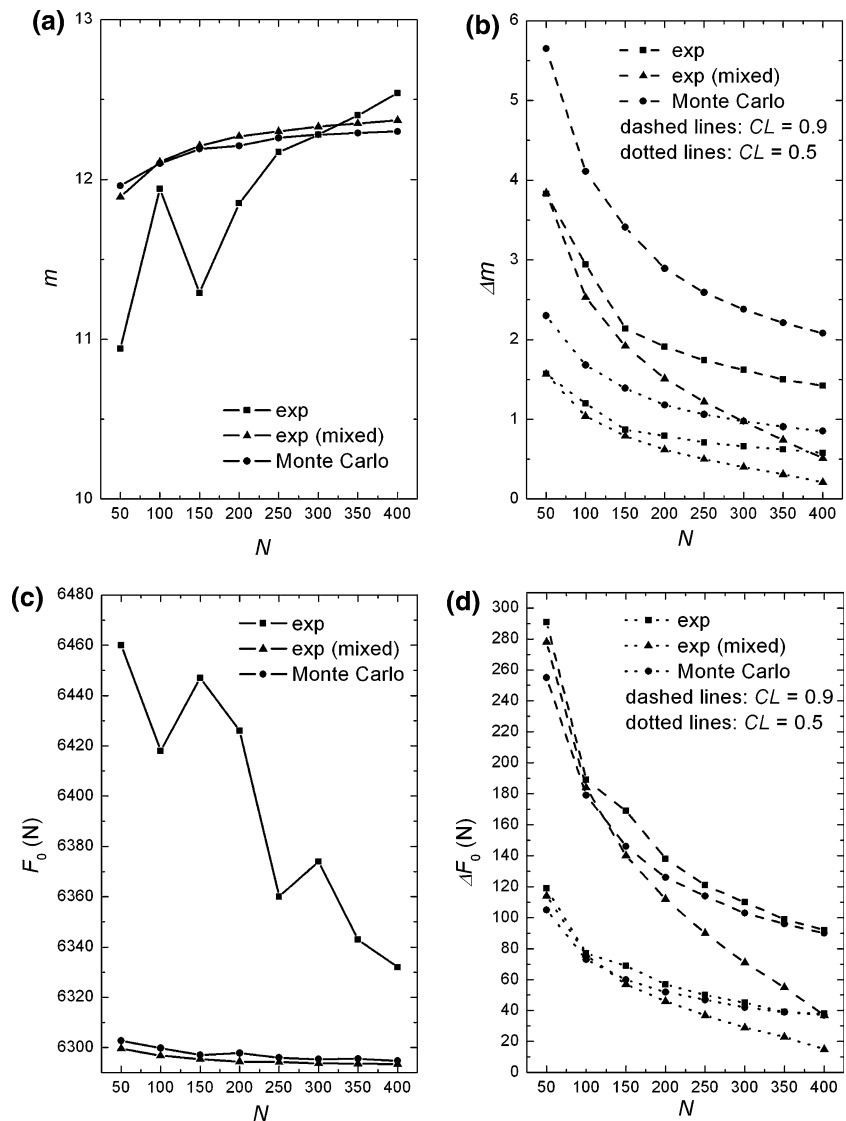 (a)
13
12
11
10
m
50 100 150 200 250 300 350 400
N
exp
exp (mixed)
Monte Carlo
(b)
6
5
4
3
2
1
0
Δm
50 100 150 200 250 300 350 400
N
exp
exp (mixed)
Monte Carlo
dashed lines: CL = 0.9
dotted lines: CL = 0.5
(c)
6480
6460
6440
6420
6400
6380
6360
6340
6320
6300
F₀ (N)
50 100 150 200 250 300 350 400
N
exp
exp (mixed)
Monte Carlo
(d)
300
280
260
240
220
200
180
160
140
120
100
80
60
40
20
0
ΔF₀ (N)
50 100 150 200 250 300 350 400
N
exp
exp (mixed)
Monte Carlo
dashed lines: CL = 0.9
dotted lines: CL = 0.5